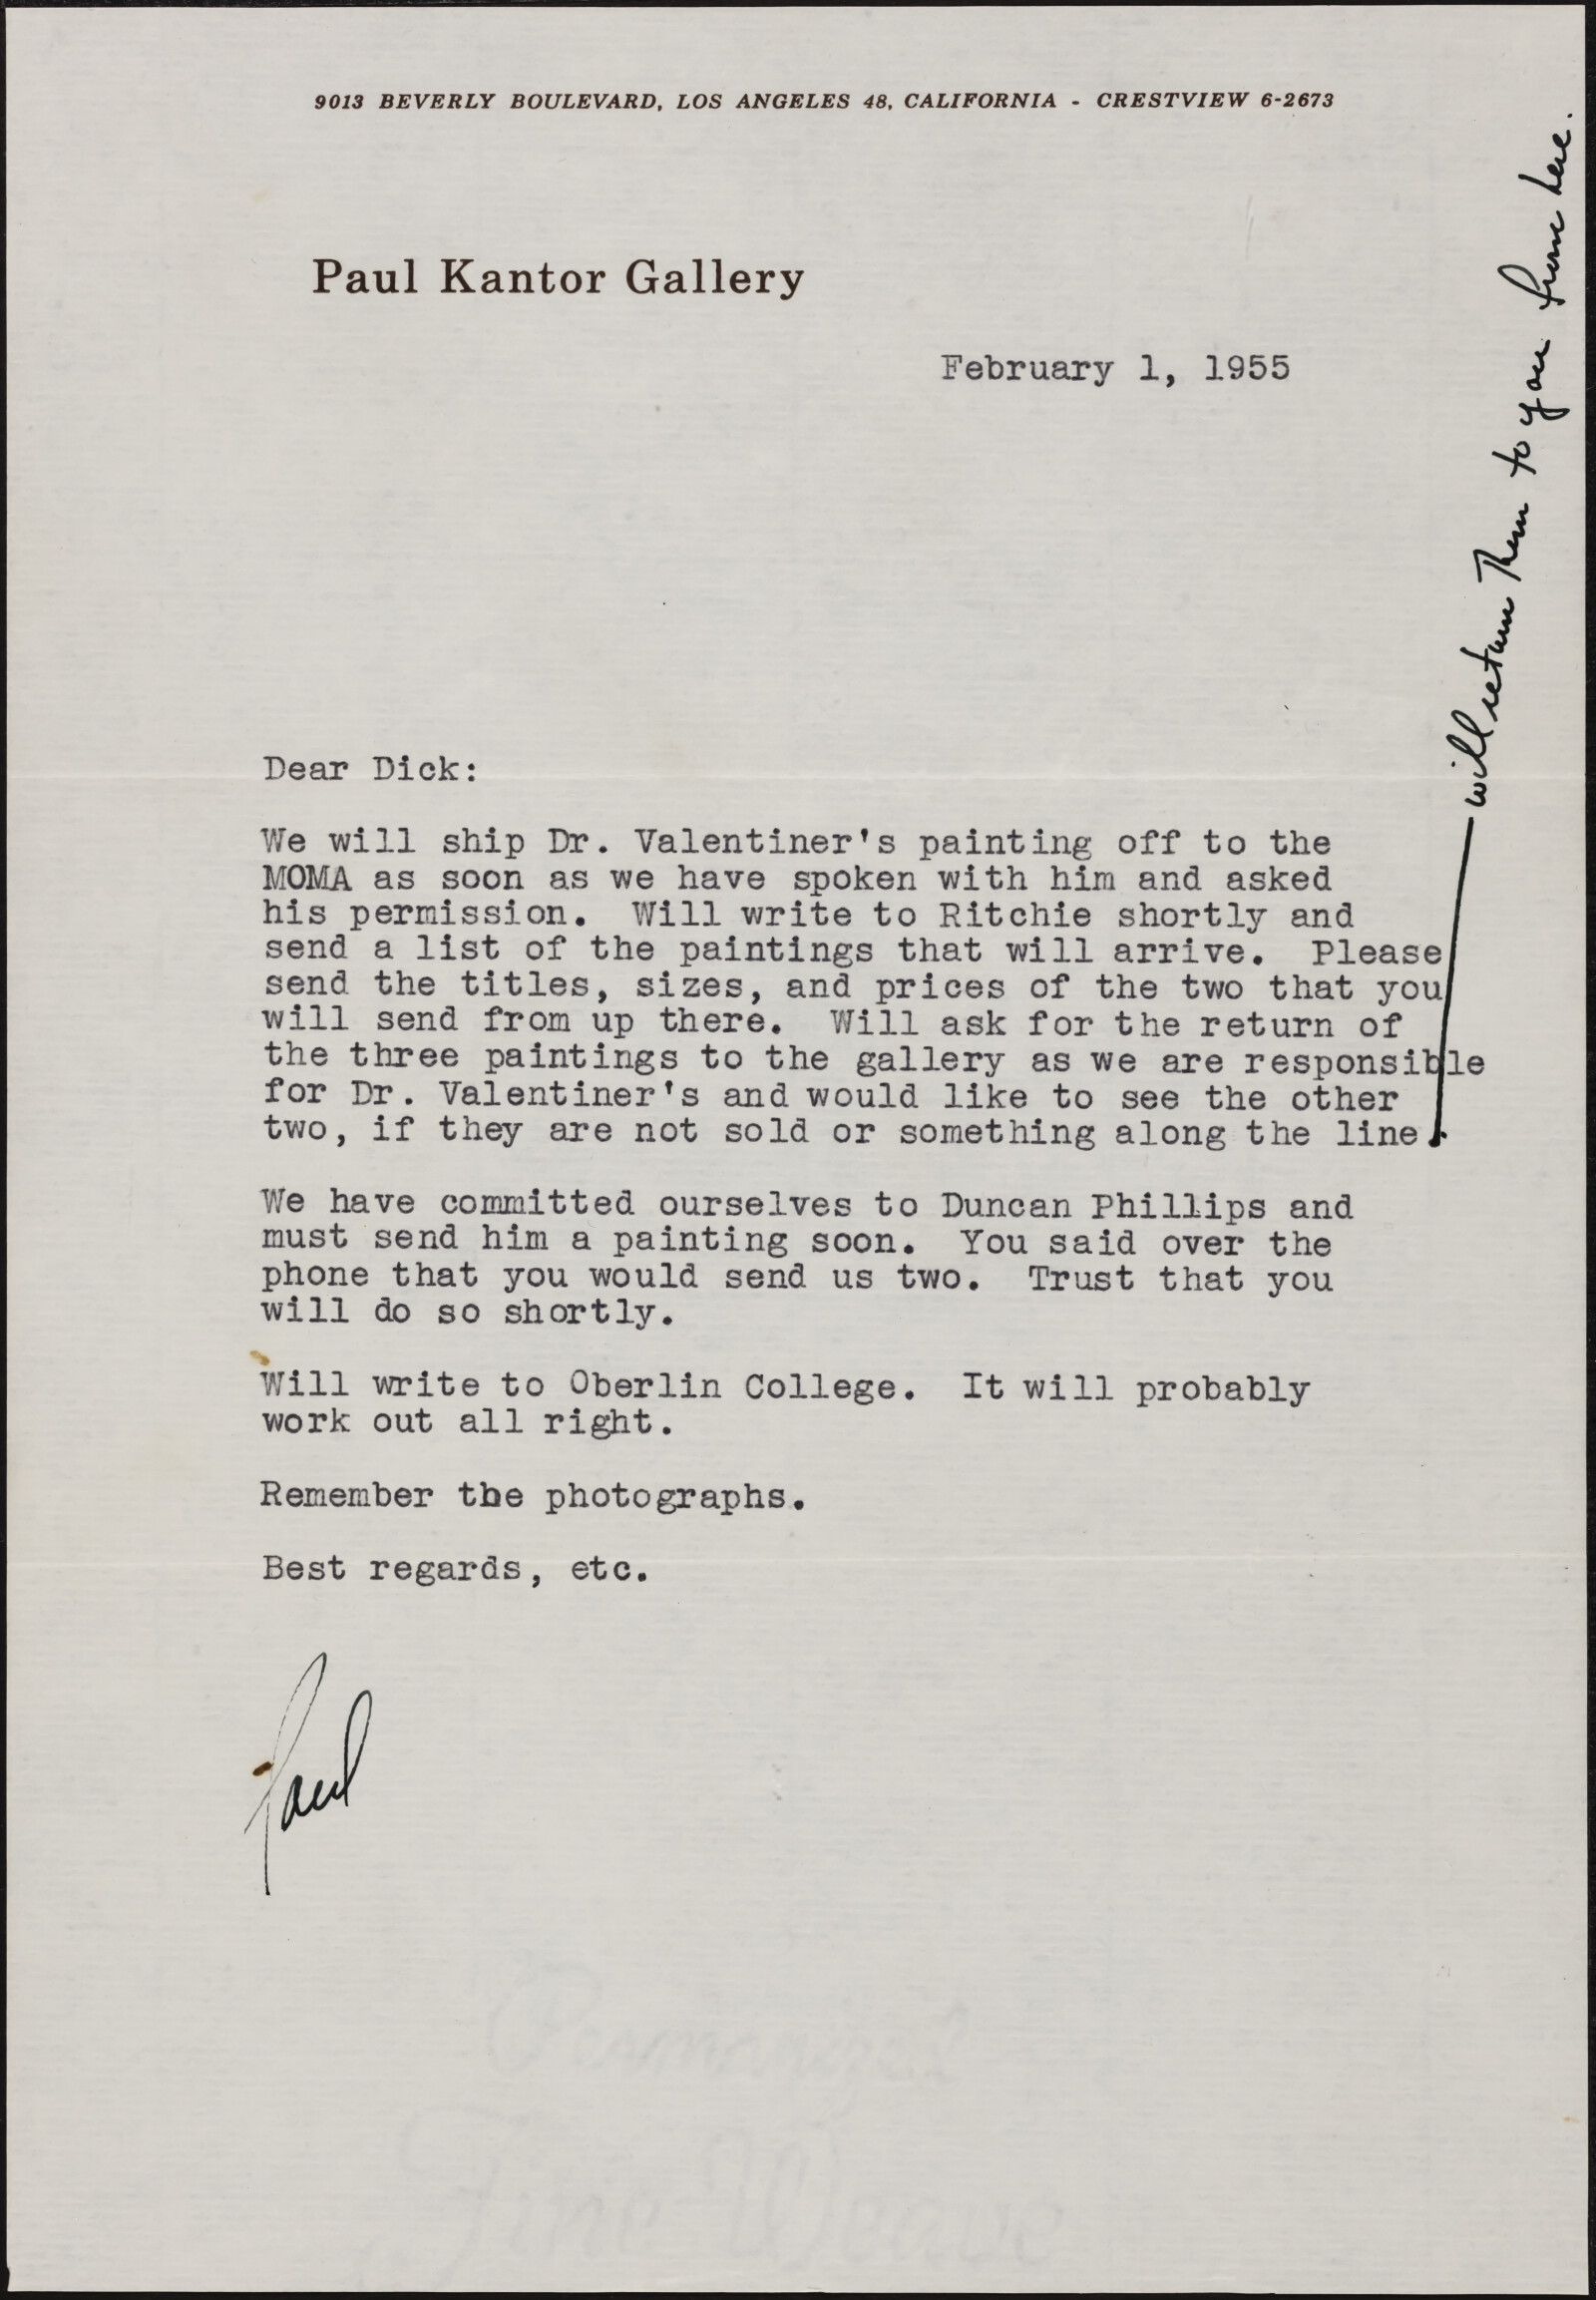 9013 BEVERLY BOULEVARD, LOS ANGELES 48, CALIFORNIA - CRESTVIEW 6-2673
Paul Kantor Gallery
February 1, 1955
Dear Dick:
We will ship Dr. Valentiner's painting off to the
MOMA as soon as we have spoken with him and asked
his permission. Will write to Ritchie shortly and
send a list of the paintings that will arrive. Please
send the titles, sizes, and prices of the two that you
will send from up there. Will ask for the return of
the three paintings to the gallery as we are responsible
for Dr. Valentiner's and would like to see the other
two, if they are not sold or something along the line.
will return them to you from here.
We have committed ourselves to Duncan Phillips and
must send him a painting soon. You said over the
phone that you would send us two. Trust that you
will do so shortly.
Will write to Oberlin College. It will probably
work out all right.
Remember the photographs.
Best regards, etc.
Paul
Permanized
Fine Weave